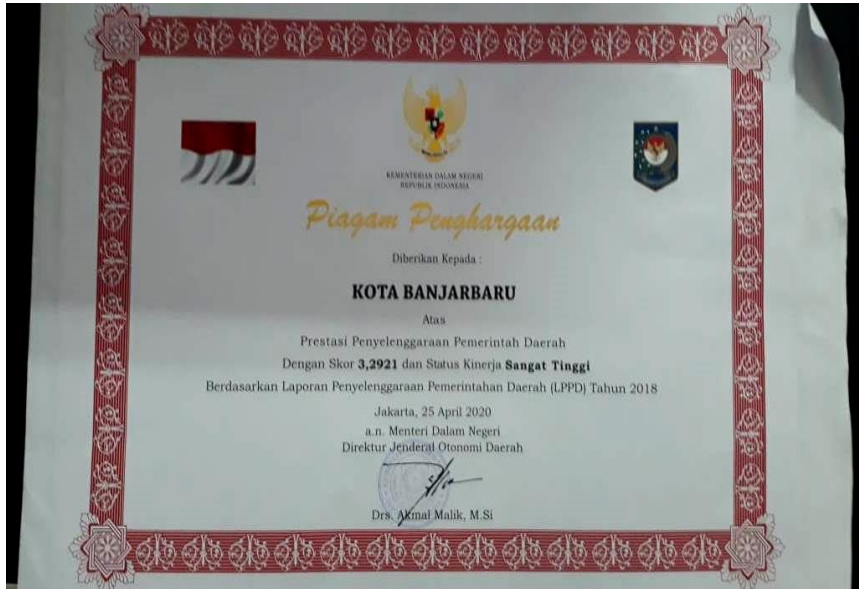 KEMENTERIAN DALAM NEGERI
REPUBLIK INDONESIA
Piagam Penghargaan
Diberikan Kepada :
KOTA BANJARBARU
Atas
Prestasi Penyelenggaraan Pemerintah Daerah
Dengan Skor 3,2921 dan Status Kinerja Sangat Tinggi
Berdasarkan Laporan Penyelenggaraan Pemerintahan Daerah (LPPD) Tahun 2018
Jakarta, 25 April 2020
a.n. Menteri Dalam Negeri
Direktur Jenderal Otonomi Daerah
Drs. Akmal Malik, M.Si